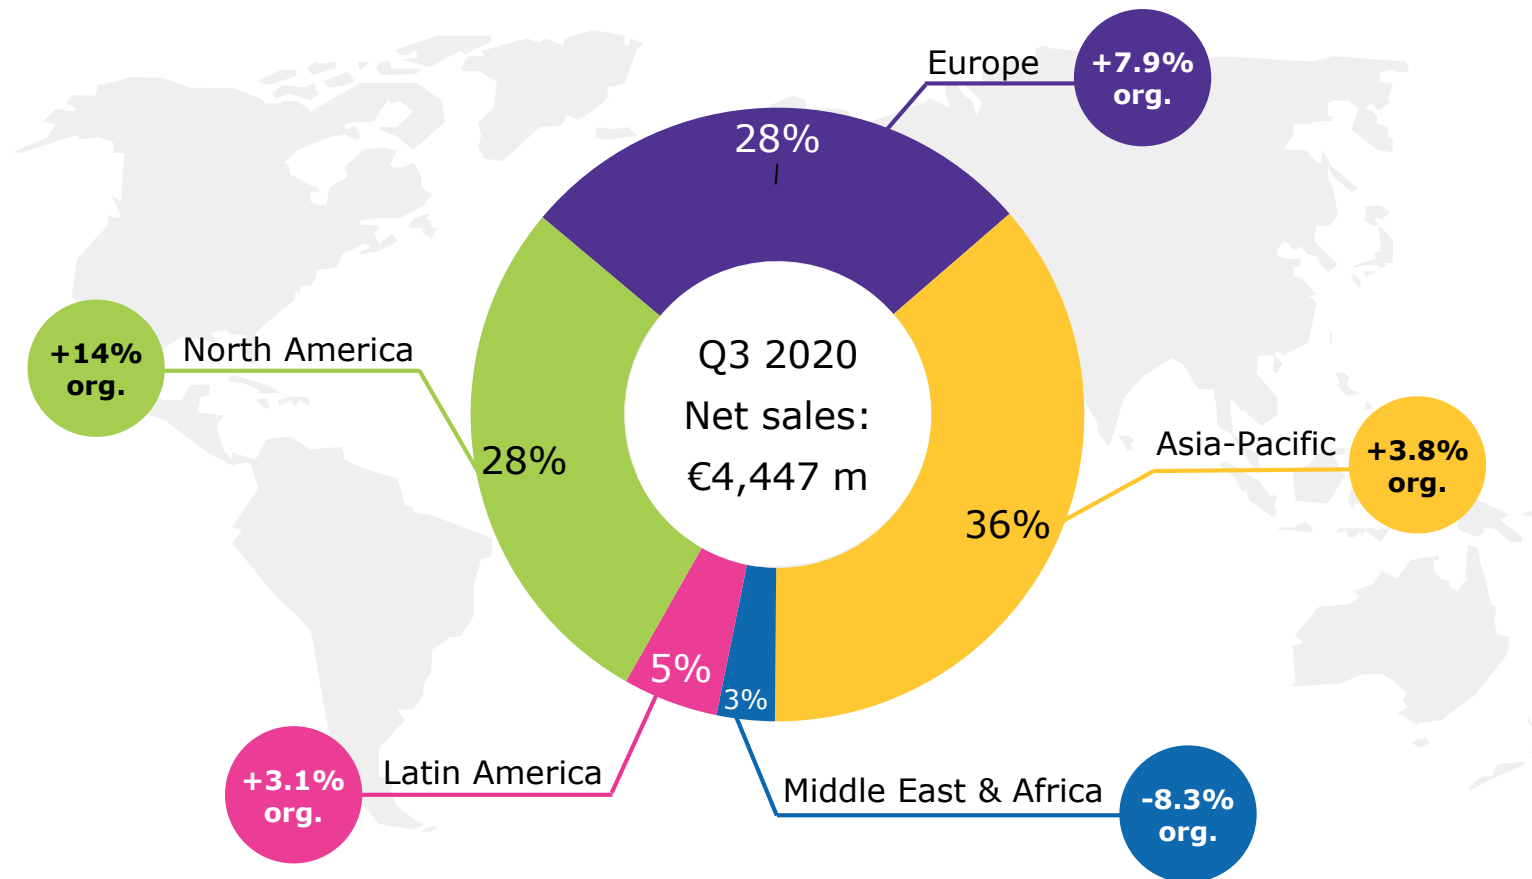 Europe
+7.9%
org.
28%
Q3 2020
Net sales:
€4,447 m
+14%
org.
North America
28%
Asia-Pacific
+3.8%
org.
36%
5%
3%
Latin America
+3.1%
org.
Middle East & Africa
-8.3%
org.